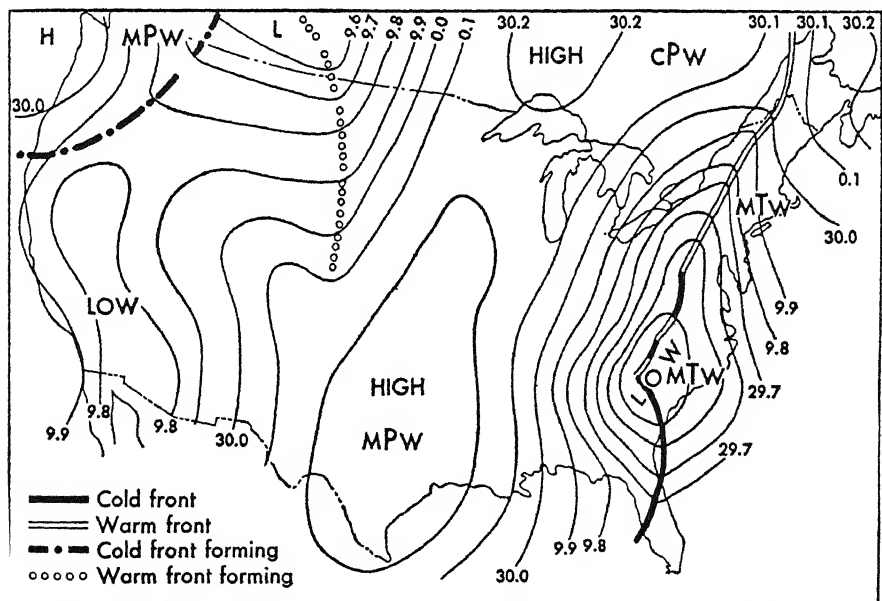 H MPW L 9.6 9.7 9.8 9.9 0.0 0.1 30.2 30.2 30.1 30.1 30.2
HIGH cPW
30.0
0.1
MTW
30.0
LOW
9.9
9.8
W
MTW
L
HIGH
29.7
9.8
9.9
9.8
30.0
MPW
29.7
Cold front
Warm front
Cold front forming
Warm front forming
9.9
9.8
30.0